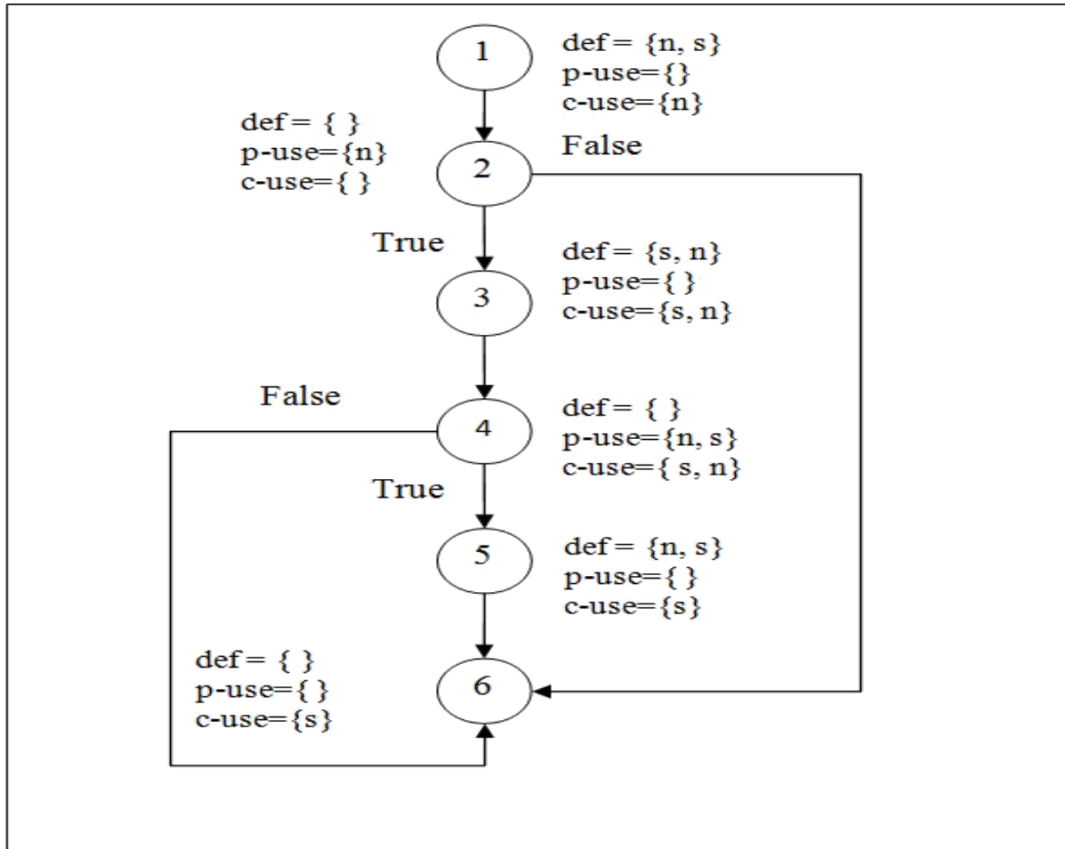 1
def = {n, s}
p-use={}
c-use={n}
def = { }
p-use={n}
c-use={ }
2
False
True
3
def = {s, n}
p-use={ }
c-use={s, n}
False
4
def = { }
p-use={n, s}
c-use={ s, n}
True
5
def = {n, s}
p-use={ }
c-use={s}
def = { }
p-use={ }
c-use={s}
6